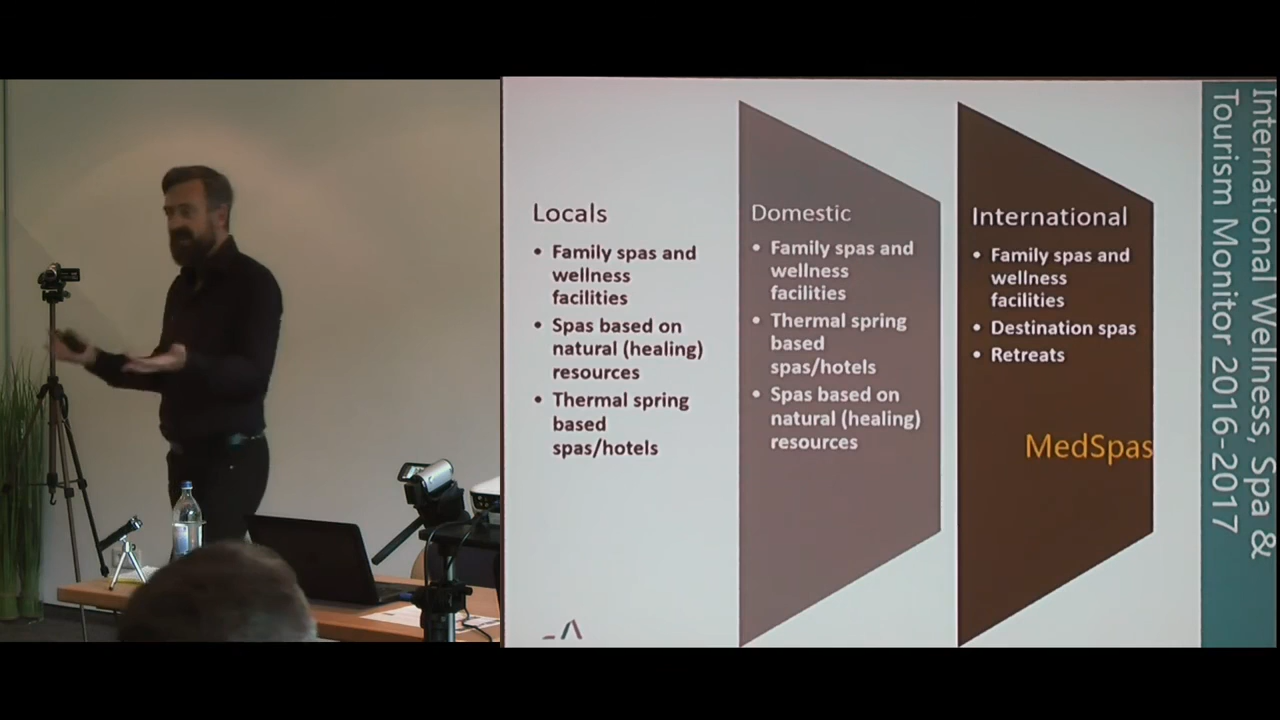 Locals
• Family spas and
wellness
facilities
• Spas based on
natural (healing)
resources
• Thermal spring
based
spas/hotels
Domestic
• Family spas and
wellness
facilities
• Thermal spring
based
spas/hotels
• Spas based on
natural (healing)
resources
International
• Family spas and
wellness
facilities
• Destination spas
• Retreats
MedSpas
International Wellness, Spa &
Tourism Monitor 2016-2017